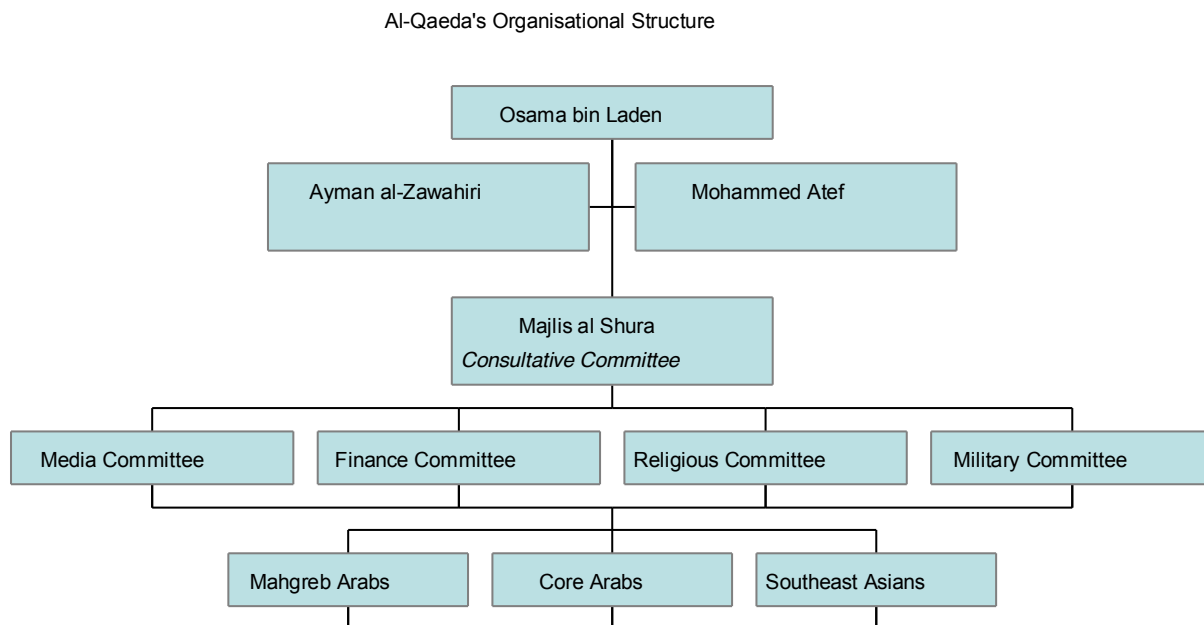 Al-Qaeda's Organisational Structure
Osama bin Laden
Ayman al-Zawahiri
Mohammed Atef
Majlis al Shura
Consultative Committee
Media Committee
Finance Committee
Religious Committee
Military Committee
Mahgreb Arabs
Core Arabs
Southeast Asians